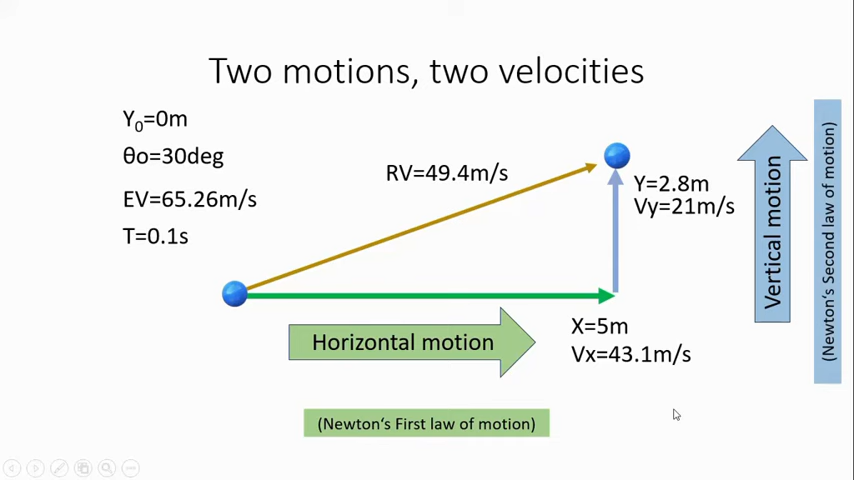 Two motions, two velocities
Y₀=0m
θo=30deg
EV=65.26m/s
T=0.1s
RV=49.4m/s
Y=2.8m
Vy=21m/s
Vertical motion
(Newton‘s Second law of motion)
X=5m
Vx=43.1m/s
Horizontal motion
(Newton‘s First law of motion)